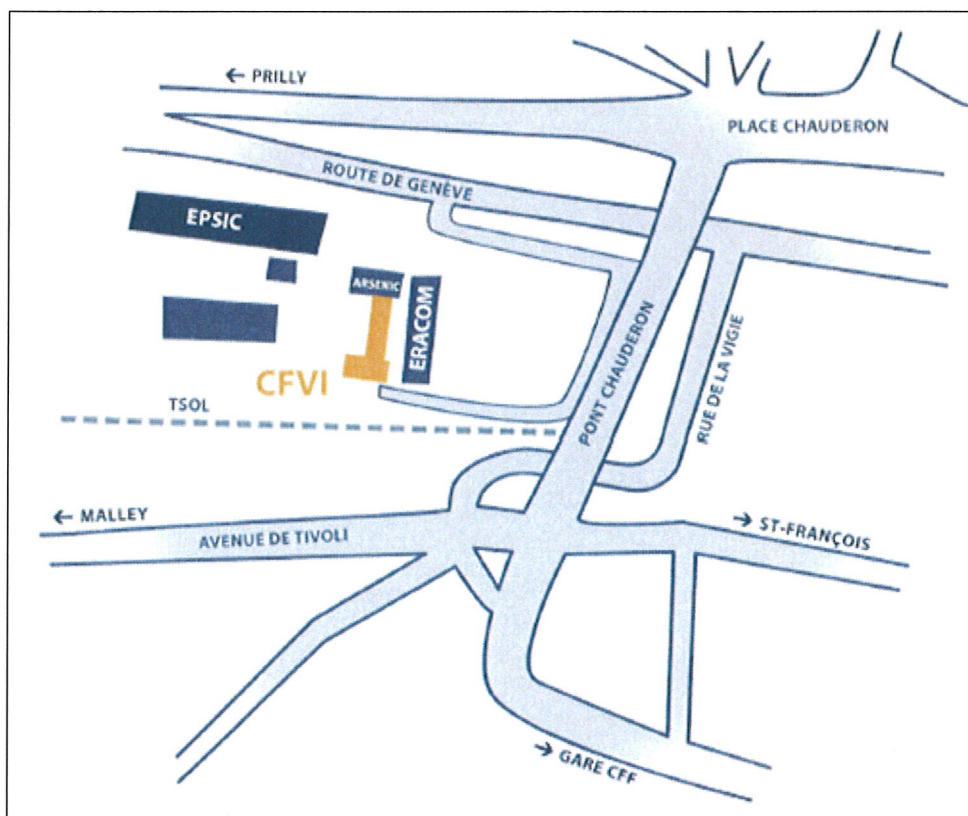 ← PRILLY
PLACE CHAUDERON
ROUTE DE GENÈVE
EPSIC
ARSENIC
ERACOM
CFVI
TSOL
PONT CHAUDERON
RUE DE LA VIGIE
← MALLEY
AVENUE DE TIVOLI
→ ST-FRANÇOIS
→ GARE CFF